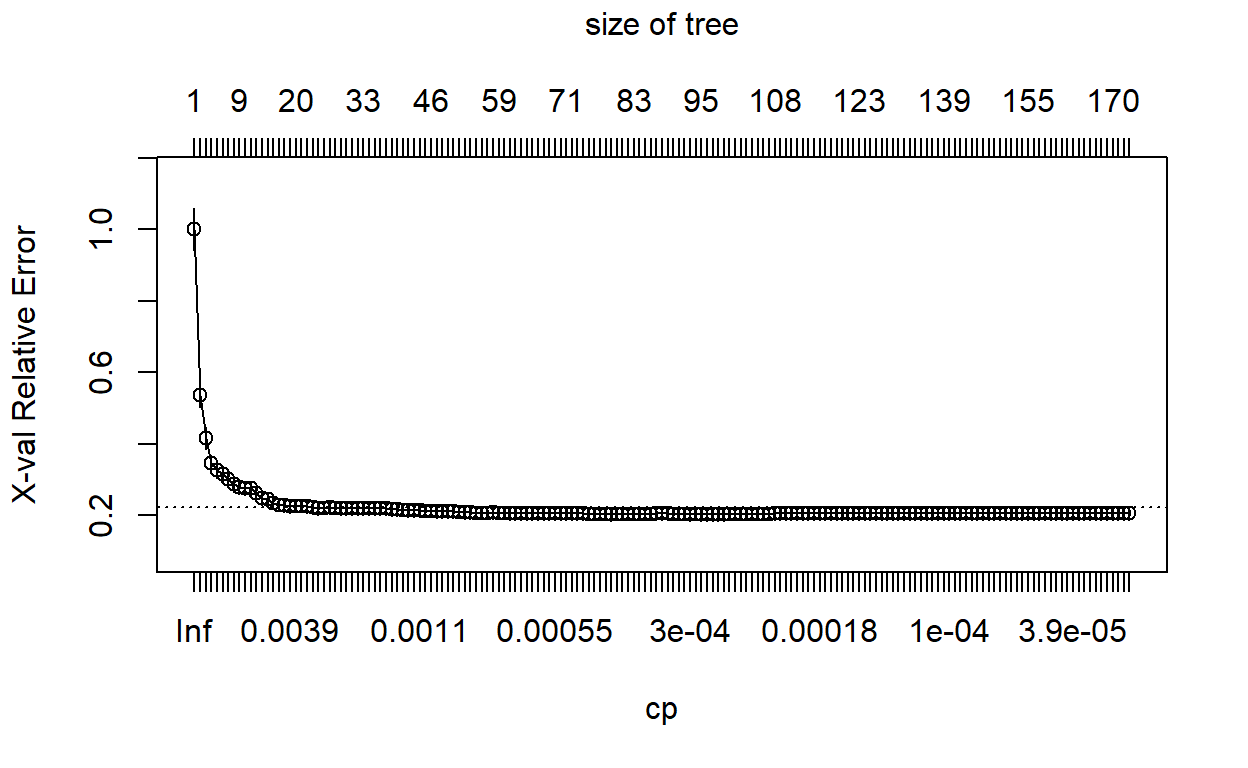 size of tree
1 9 20 33 46 59 71 83 95 108 123 139 155 170
X-val Relative Error
1.0
0.6
0.2
Inf 0.0039 0.0011 0.00055 3e-04 0.00018 1e-04 3.9e-05
cp